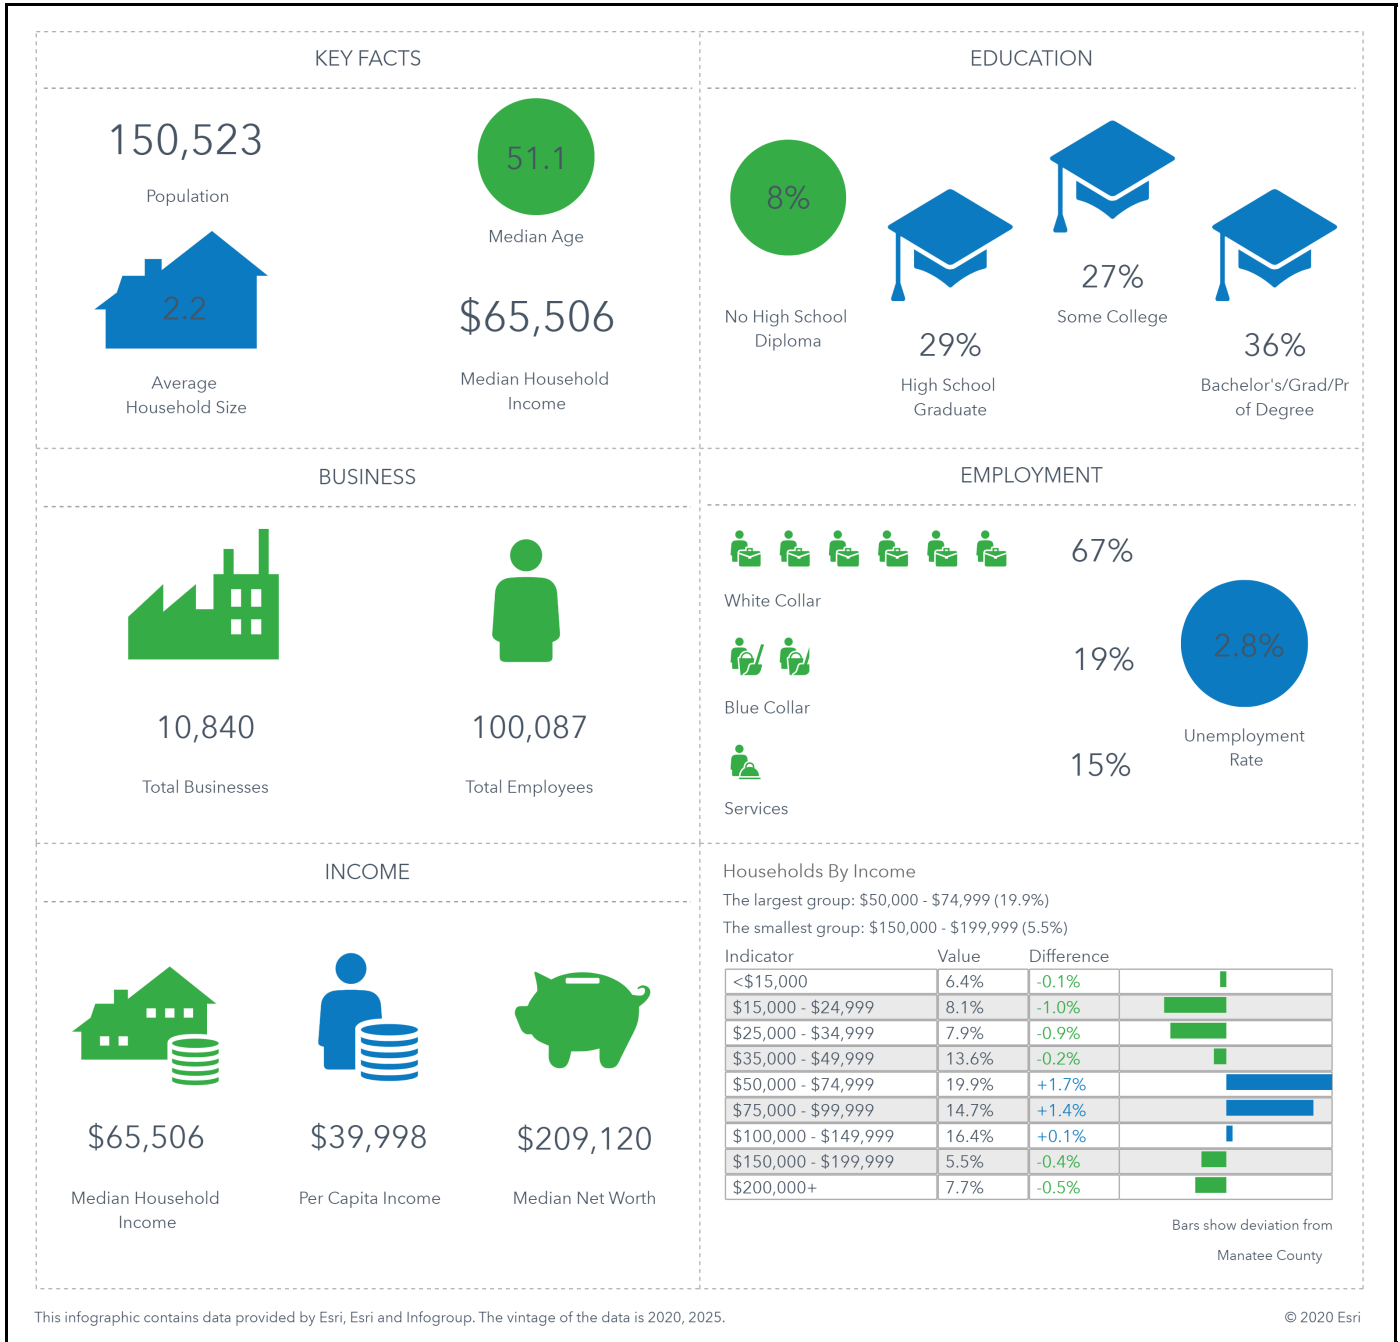 KEY FACTS
150,523
Population
51.1
Median Age
2.2
Average
Household Size
$65,506
Median Household
Income
EDUCATION
8%
No High School
Diploma
29%
High School
Graduate
27%
Some College
36%
Bachelor's/Grad/Pr
of Degree
BUSINESS
10,840
Total Businesses
100,087
Total Employees
EMPLOYMENT
67%
White Collar
19%
Blue Collar
15%
Services
2.8%
Unemployment
Rate
INCOME
$65,506
Median Household
Income
$39,998
Per Capita Income
$209,120
Median Net Worth
Households By Income
The largest group: $50,000 - $74,999 (19.9%)
The smallest group: $150,000 - $199,999 (5.5%)
Indicator Value Difference
<$15,000 6.4% -0.1%
$15,000 - $24,999 8.1% -1.0%
$25,000 - $34,999 7.9% -0.9%
$35,000 - $49,999 13.6% -0.2%
$50,000 - $74,999 19.9% +1.7%
$75,000 - $99,999 14.7% +1.4%
$100,000 - $149,999 16.4% +0.1%
$150,000 - $199,999 5.5% -0.4%
$200,000+ 7.7% -0.5%
Bars show deviation from
Manatee County
This infographic contains data provided by Esri, Esri and Infogroup. The vintage of the data is 2020, 2025.
© 2020 Esri